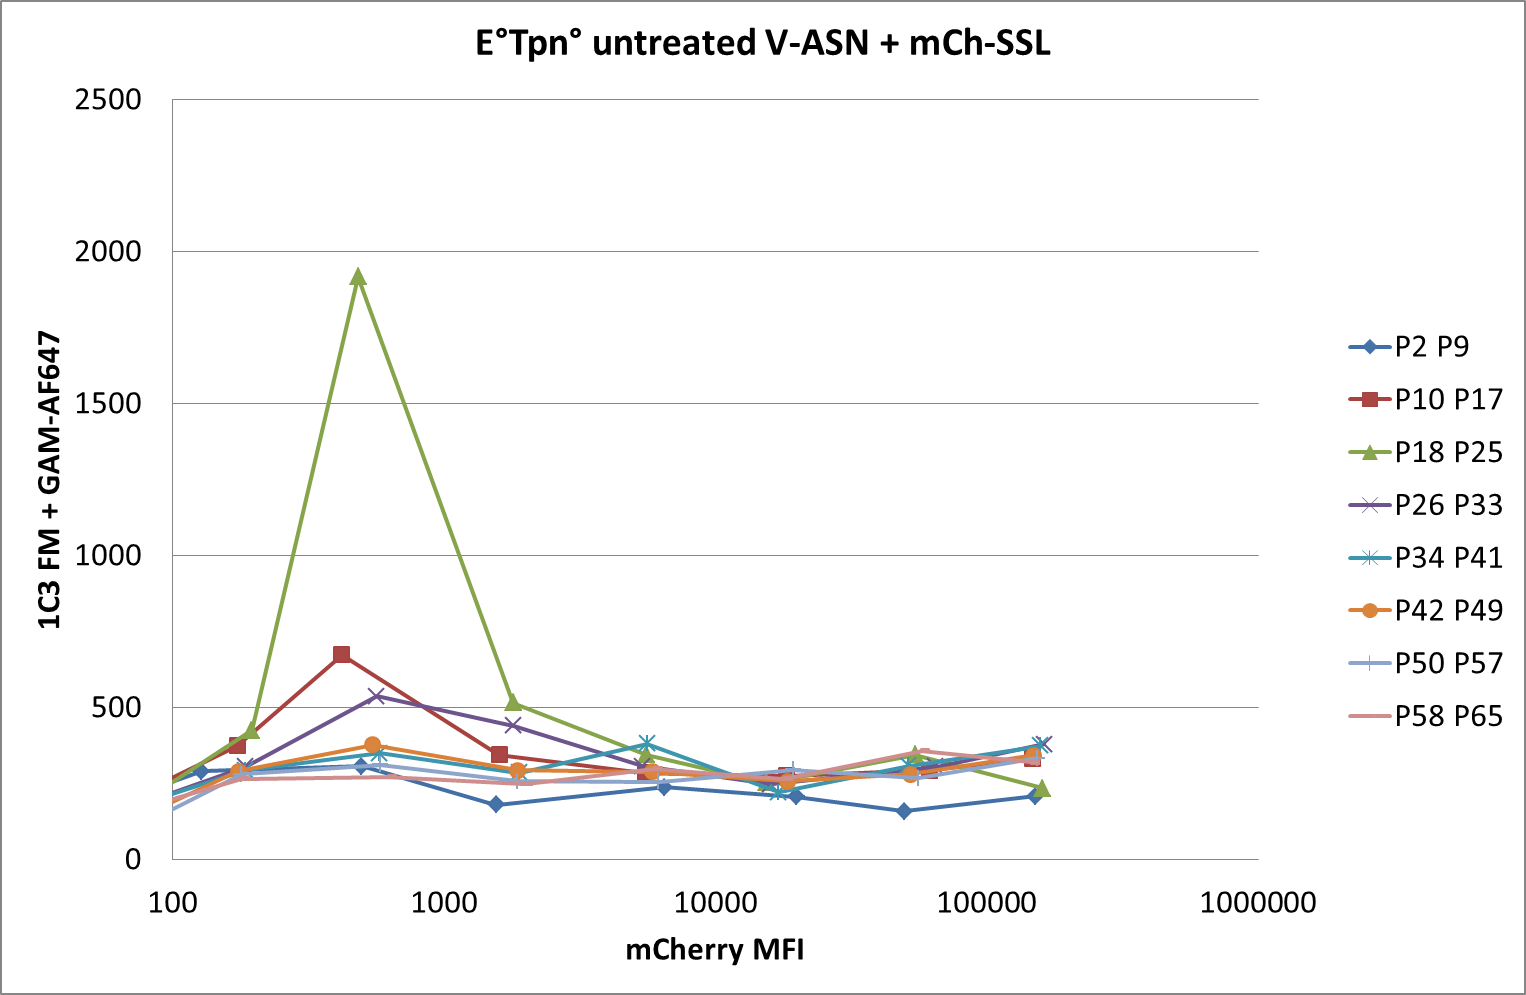 E°Tpn° untreated V-ASN + mCh-SSL
2500
2000
1500
1000
500
0
1C3 FM + GAM-AF647
100 1000 10000 100000 1000000
mCherry MFI
P2 P9
P10 P17
P18 P25
P26 P33
P34 P41
P42 P49
P50 P57
P58 P65